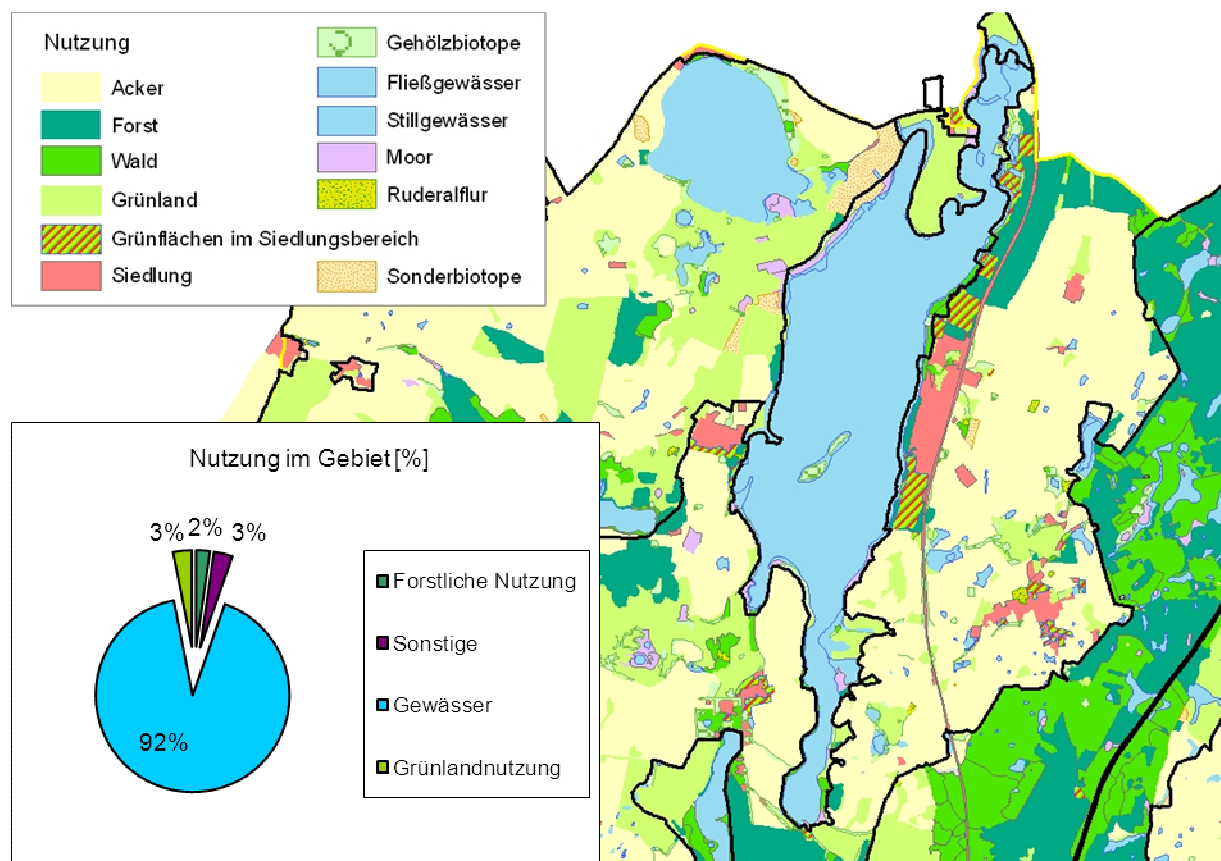 Nutzung
Acker
Forst
Wald
Grünland
Grünflächen im Siedlungsbereich
Siedlung
Gehölzbiotope
Fließgewässer
Stillgewässer
Moor
Ruderalflur
Sonderbiotope
Nutzung im Gebiet [%]
3% 2% 3%
92%
Forstliche Nutzung
Sonstige
Gewässer
Grünlandnutzung